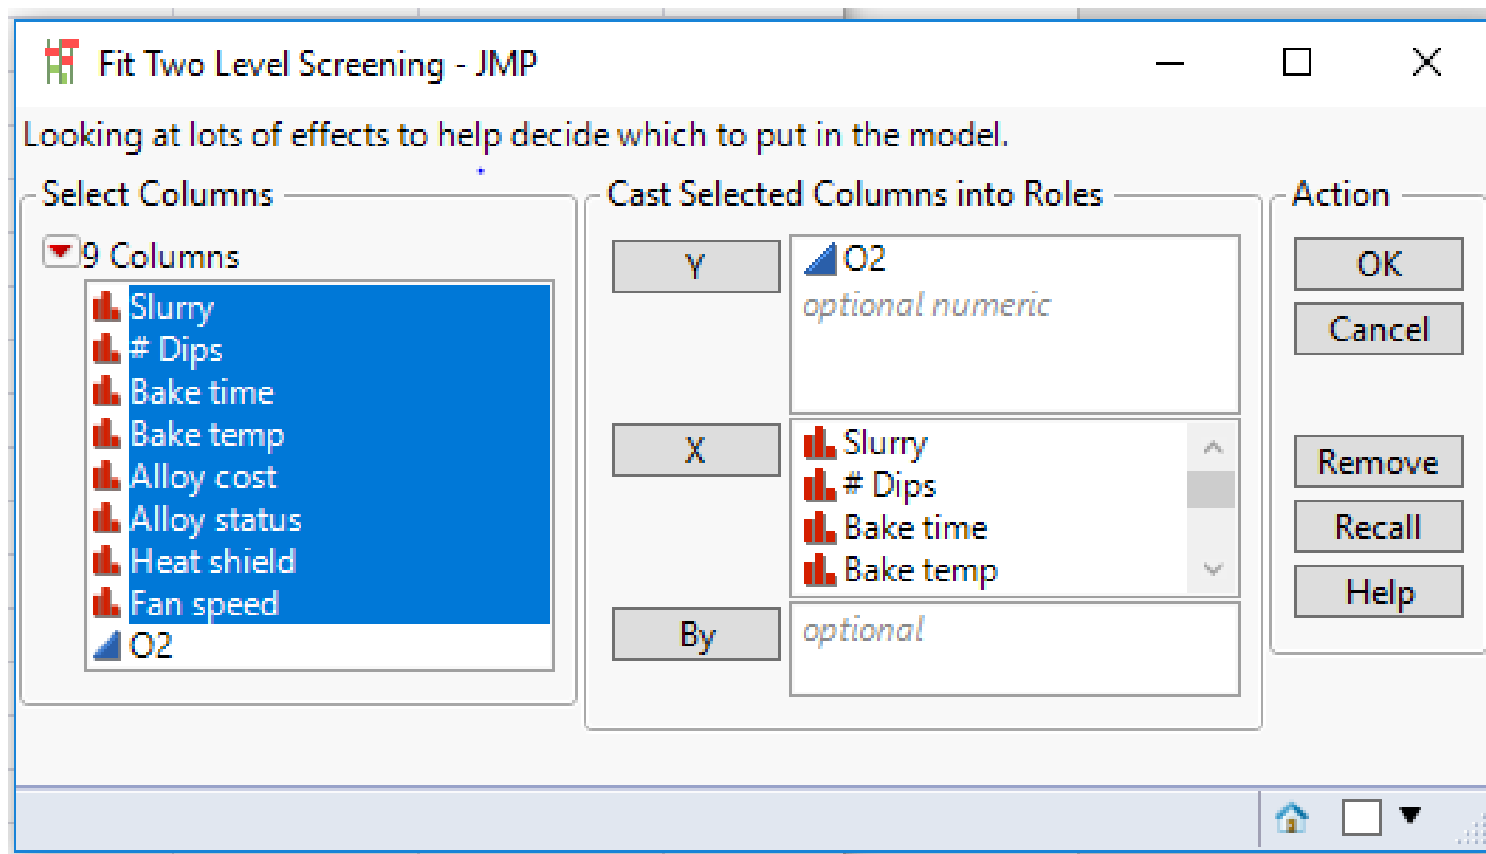 Fit Two Level Screening - JMP
Looking at lots of effects to help decide which to put in the model.
Select Columns
9 Columns
Slurry
# Dips
Bake time
Bake temp
Alloy cost
Alloy status
Heat shield
Fan speed
O2
Cast Selected Columns into Roles
Y
O2
optional numeric
X
Slurry
# Dips
Bake time
Bake temp
By
optional
Action
OK
Cancel
Remove
Recall
Help